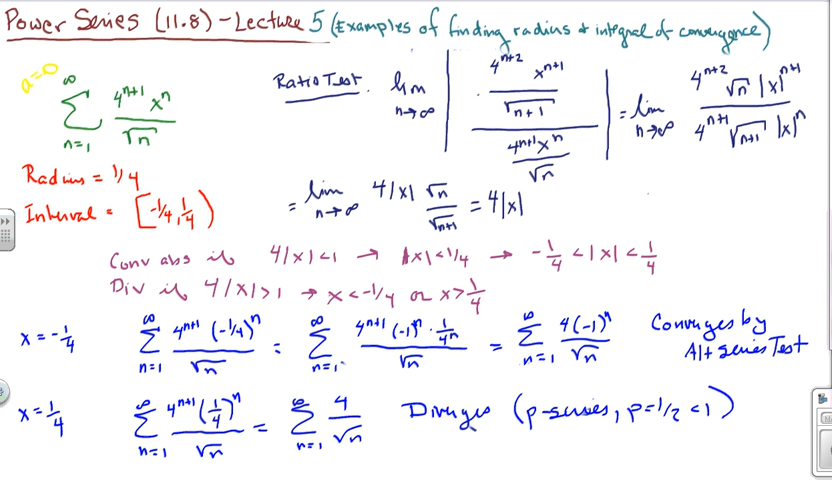 Power Series (11.8) - Lecture 5 (Examples of finding radius & integral of convergence)
a=0
∞ Σ n=1 4^(n+1) x^n / √n
Ratio Test lim n→∞ | (4^(n+2) x^(n+1) / √(n+1)) / (4^(n+1) x^n / √n) | = lim n→∞ 4^(n+2) √n |x|^(n+1) / 4^(n+1) √(n+1) |x|^n
Radius = 1/4
Interval = [-1/4, 1/4)
= lim n→∞ 4|x| √n / √(n+1) = 4|x|
Conv abs if 4|x|<1 → |x|<1/4 → -1/4 < |x| < 1/4
Div if 4|x|>1 → x<-1/4 or x>1/4
x=-1/4 ∞ Σ n=1 4^(n+1) (-1/4)^n / √n = ∞ Σ n=1 4^(n+1) (-1)^n · 1/4^n / √n = ∞ Σ n=1 4(-1)^n / √n Converges by
Alt series Test
x=1/4 ∞ Σ n=1 4^(n+1) (1/4)^n / √n = ∞ Σ n=1 4 / √n Diverges (p-series, p=1/2 <1)